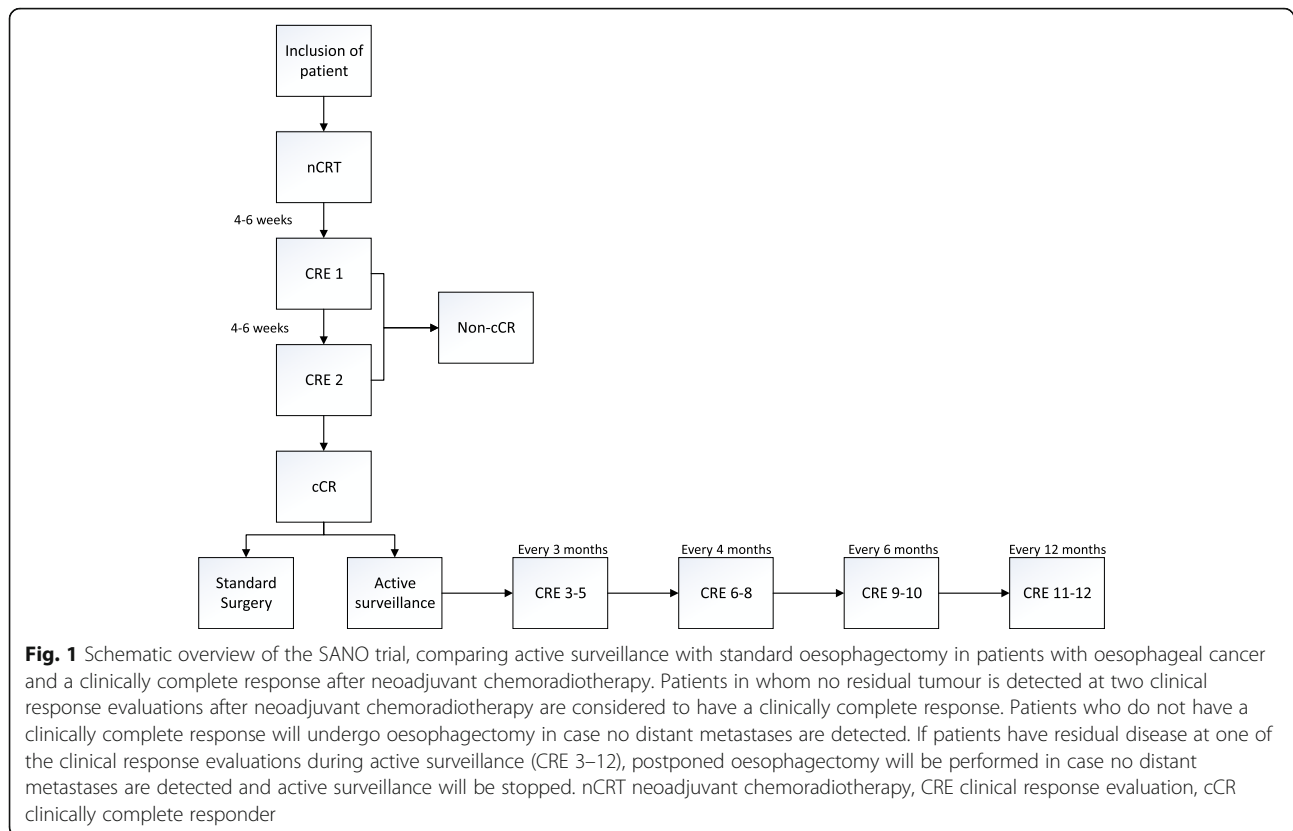 Inclusion of
patient
nCRT
4-6 weeks
CRE 1
4-6 weeks
Non-cCR
CRE 2
cCR
Standard
Surgery
Active
surveillance
Every 3 months
CRE 3-5
Every 4 months
CRE 6-8
Every 6 months
CRE 9-10
Every 12 months
CRE 11-12
Fig. 1 Schematic overview of the SANO trial, comparing active surveillance with standard oesophagectomy in patients with oesophageal cancer
and a clinically complete response after neoadjuvant chemoradiotherapy. Patients in whom no residual tumour is detected at two clinical
response evaluations after neoadjuvant chemoradiotherapy are considered to have a clinically complete response. Patients who do not have a
clinically complete response will undergo oesophagectomy in case no distant metastases are detected. If patients have residual disease at one of
the clinical response evaluations during active surveillance (CRE 3–12), postponed oesophagectomy will be performed in case no distant
metastases are detected and active surveillance will be stopped. nCRT neoadjuvant chemoradiotherapy, CRE clinical response evaluation, cCR
clinically complete responder